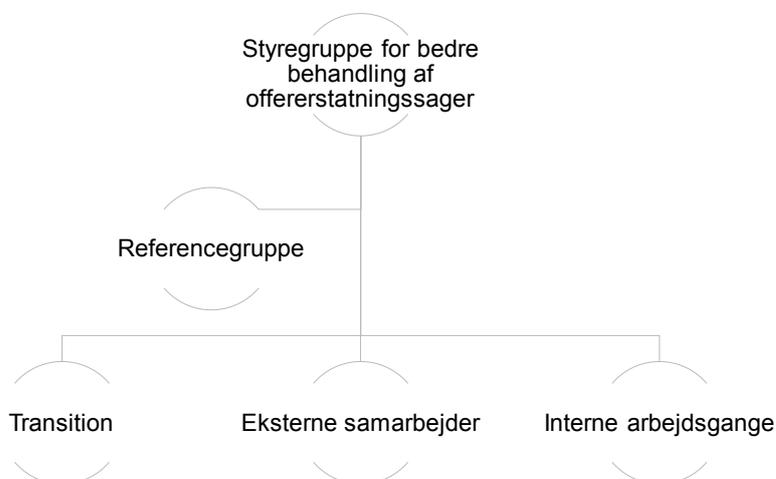 Styregruppe for bedre
behandling af
offererstatningssager
Referencegruppe
Transition
Eksterne samarbejder
Interne arbejdsgange